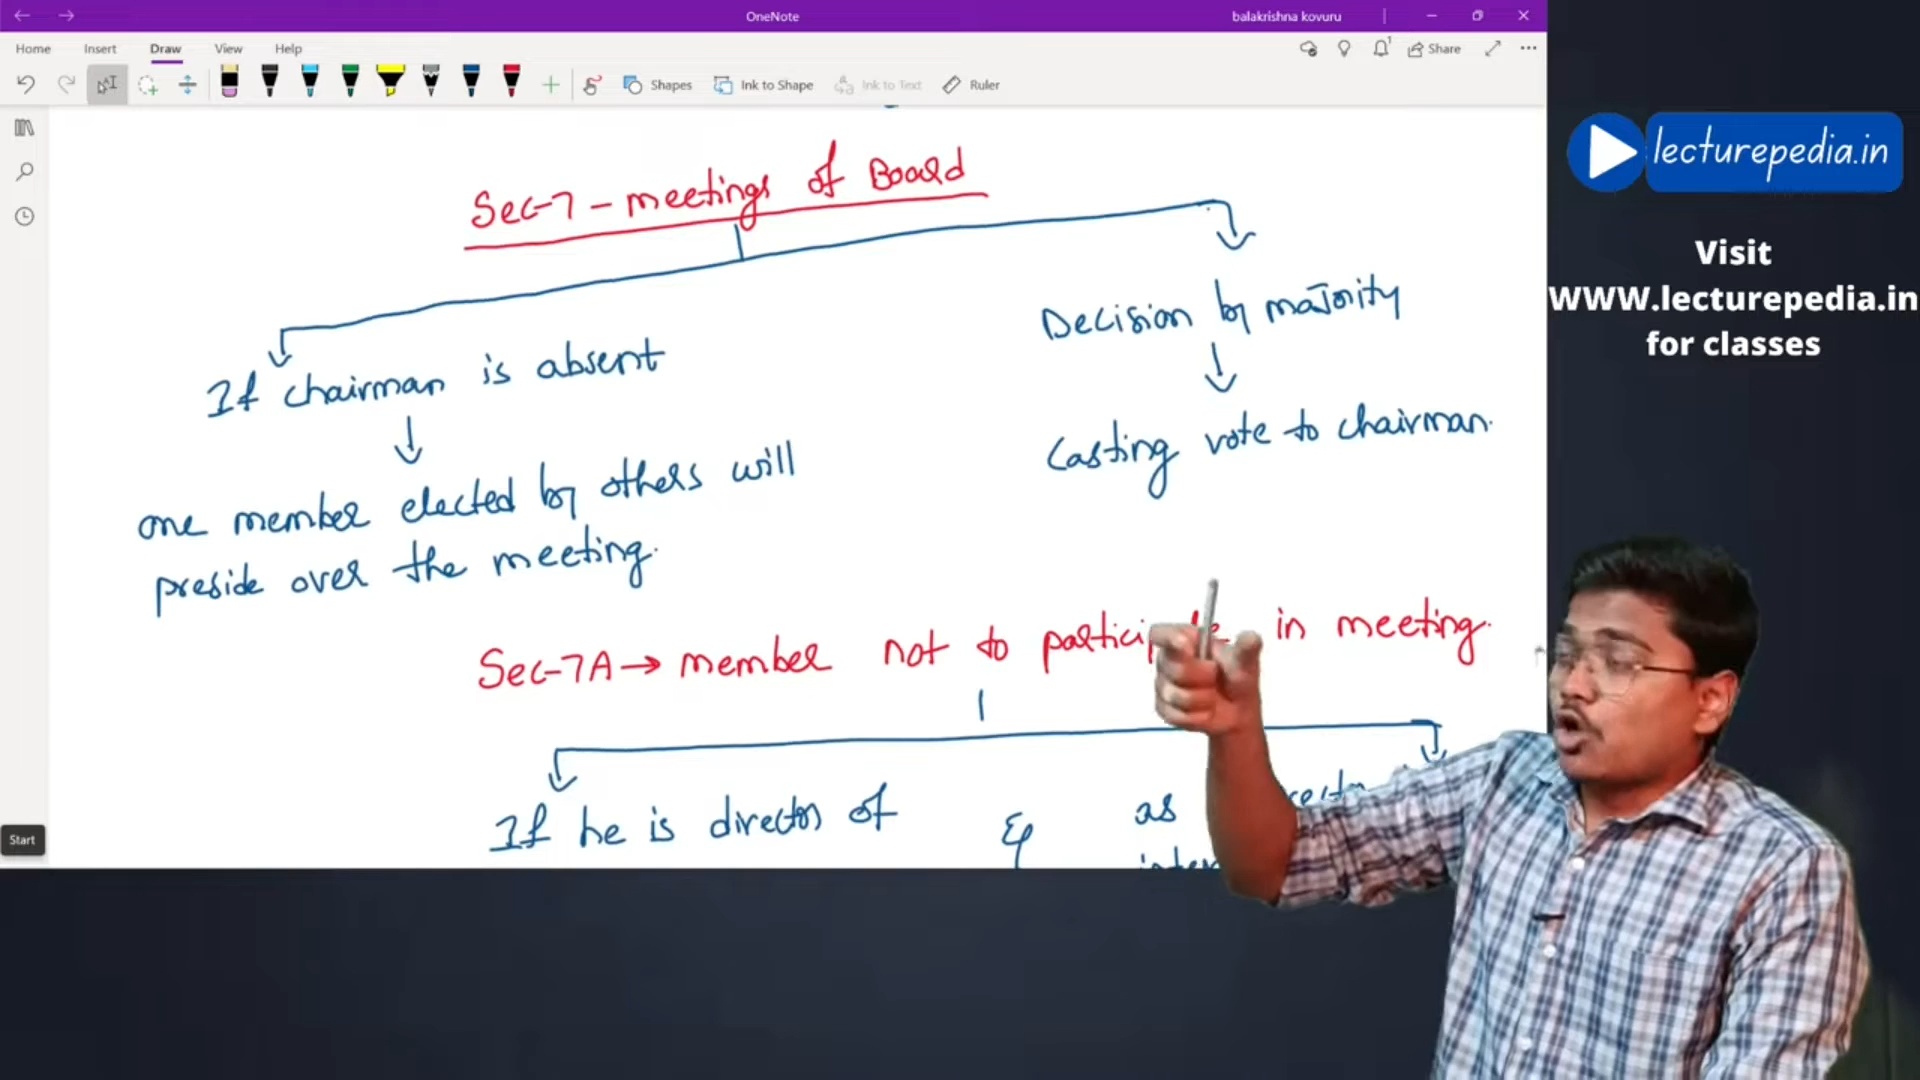 OneNote
balakrishna kovuru
Home Insert Draw View Help
1
Share
Shapes
Ink to Shape
Ink to Text
Ruler
lecturepedia.in
Visit
WWW.lecturepedia.in
for classes
Sec-7 - meetings of Board
If chairman is absent
one member elected by others will
preside over the meeting.
Decision by majority
Casting vote to chairman.
Sec-7A → member not to in meeting.
If he is director of
&
as
Start